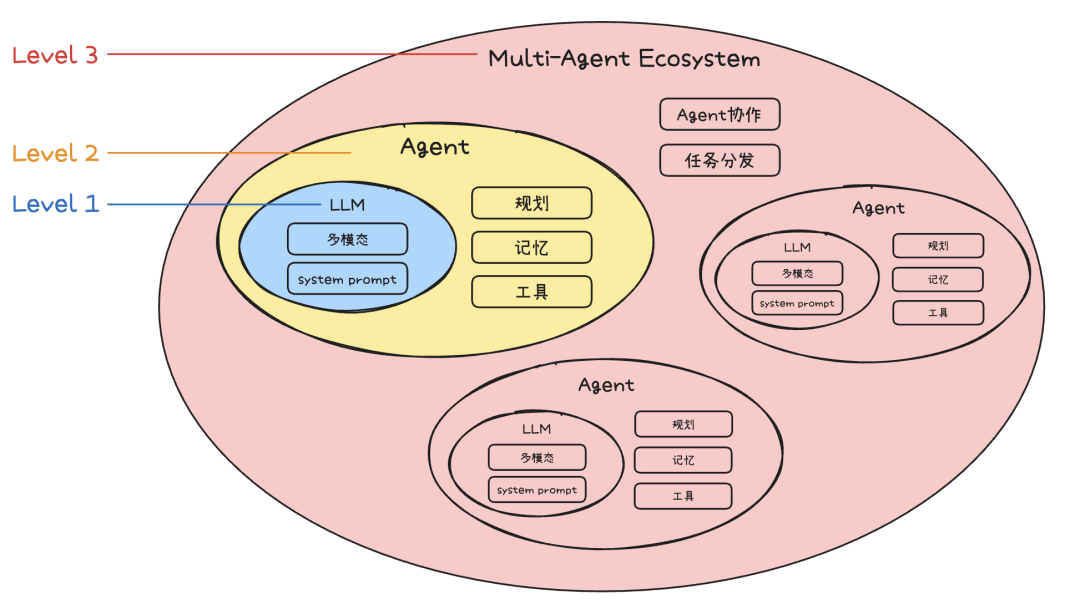 Level 3
Multi-Agent Ecosystem
Agent协作
任务分发
Level 2
Agent
Level 1
LLM
多模态
system prompt
规划
记忆
工具
Agent
LLM
多模态
system prompt
规划
记忆
工具
Agent
LLM
多模态
system prompt
规划
记忆
工具